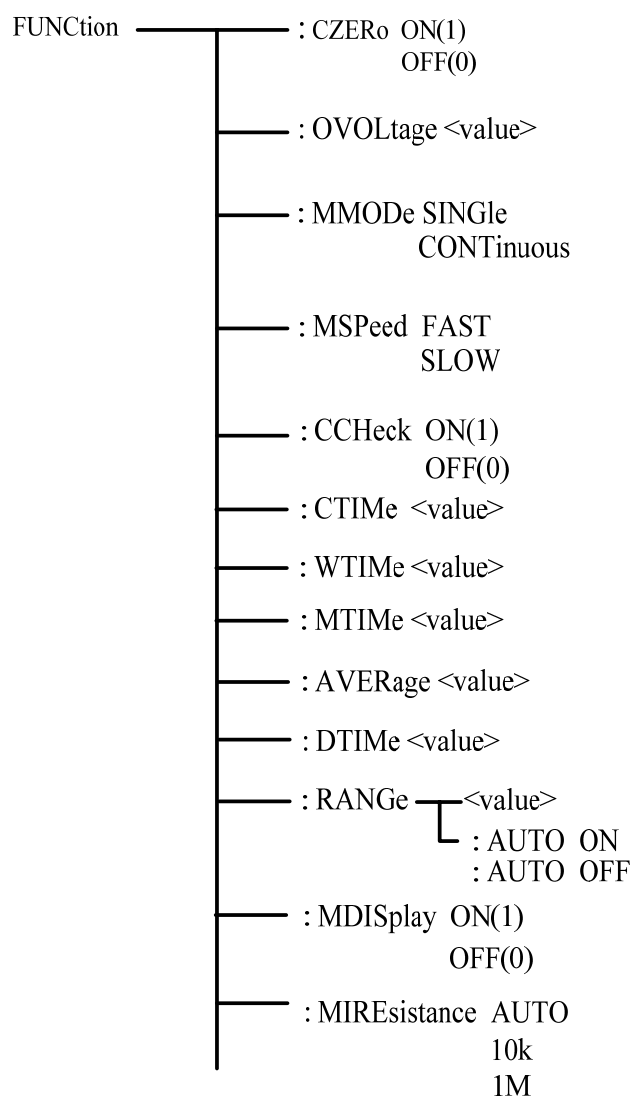 FUNCtion : CZERo ON(1)
OFF(0)
: OVOLtage <value>
: MMODe SINGle
CONTinuous
: MSPeed FAST
SLOW
: CCHeck ON(1)
OFF(0)
: CTIMe <value>
: WTIMe <value>
: MTIMe <value>
: AVERage <value>
: DTIMe <value>
: RANGe <value>
: AUTO ON
: AUTO OFF
: MDISplay ON(1)
OFF(0)
: MIREsistance AUTO
10k
1M